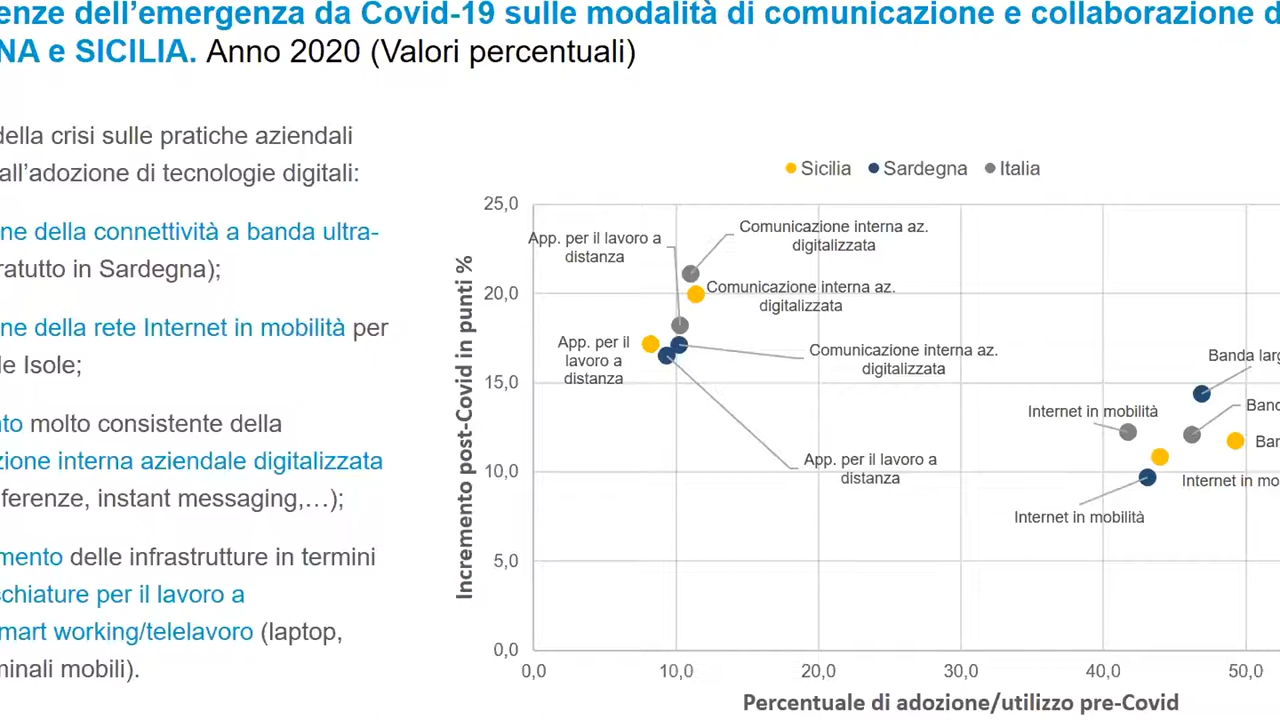 enze dell’emergenza da Covid-19 sulle modalità di comunicazione e collaborazione d
NA e SICILIA. Anno 2020 (Valori percentuali)
della crisi sulle pratiche aziendali
all’adozione di tecnologie digitali:
ne della connettività a banda ultra-
ratutto in Sardegna);
ne della rete Internet in mobilità per
le Isole;
to molto consistente della
zione interna aziendale digitalizzata
ferenze, instant messaging,…);
mento delle infrastrutture in termini
chiature per il lavoro a
mart working/telelavoro (laptop,
minali mobili).
Sicilia Sardegna Italia
Incremento post-Covid in punti %
25,0
20,0
15,0
10,0
5,0
0,0
App. per il lavoro a
distanza
Comunicazione interna az.
digitalizzata
Comunicazione interna az.
digitalizzata
App. per il
lavoro a
distanza
Comunicazione interna az.
digitalizzata
App. per il lavoro a
distanza
Banda larg
Internet in mobilità
Band
Ban
Internet in mo
Internet in mobilità
0,0 10,0 20,0 30,0 40,0 50,0
Percentuale di adozione/utilizzo pre-Covid